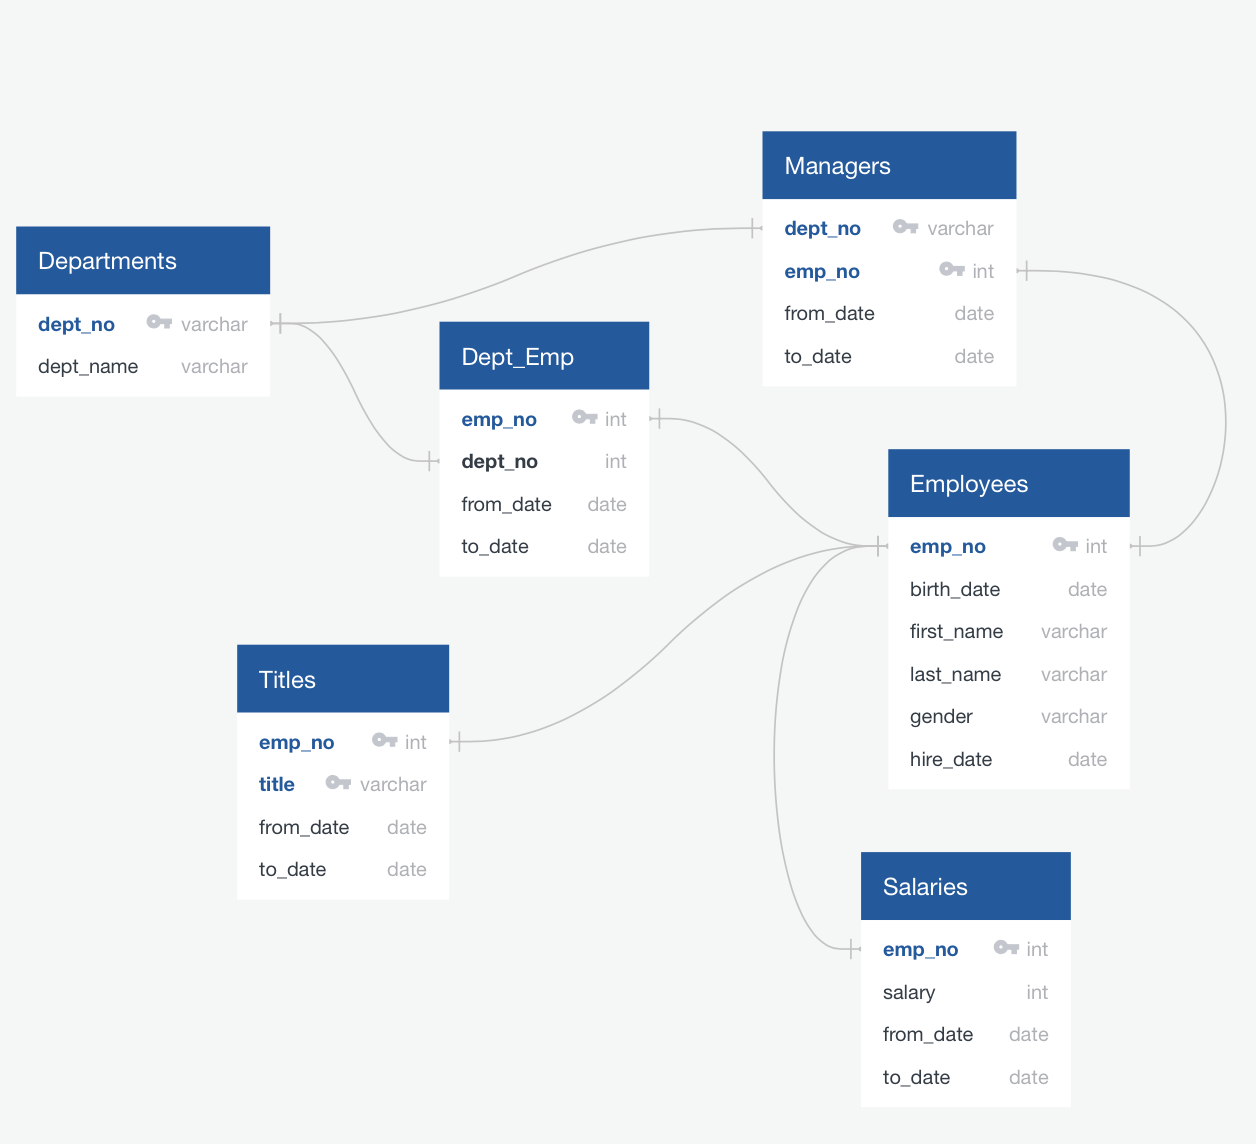 Departments
dept_no varchar
dept_name varchar
Managers
dept_no varchar
emp_no int
from_date date
to_date date
Dept_Emp
emp_no int
dept_no int
from_date date
to_date date
Employees
emp_no int
birth_date date
first_name varchar
last_name varchar
gender varchar
hire_date date
Titles
emp_no int
title varchar
from_date date
to_date date
Salaries
emp_no int
salary int
from_date date
to_date date